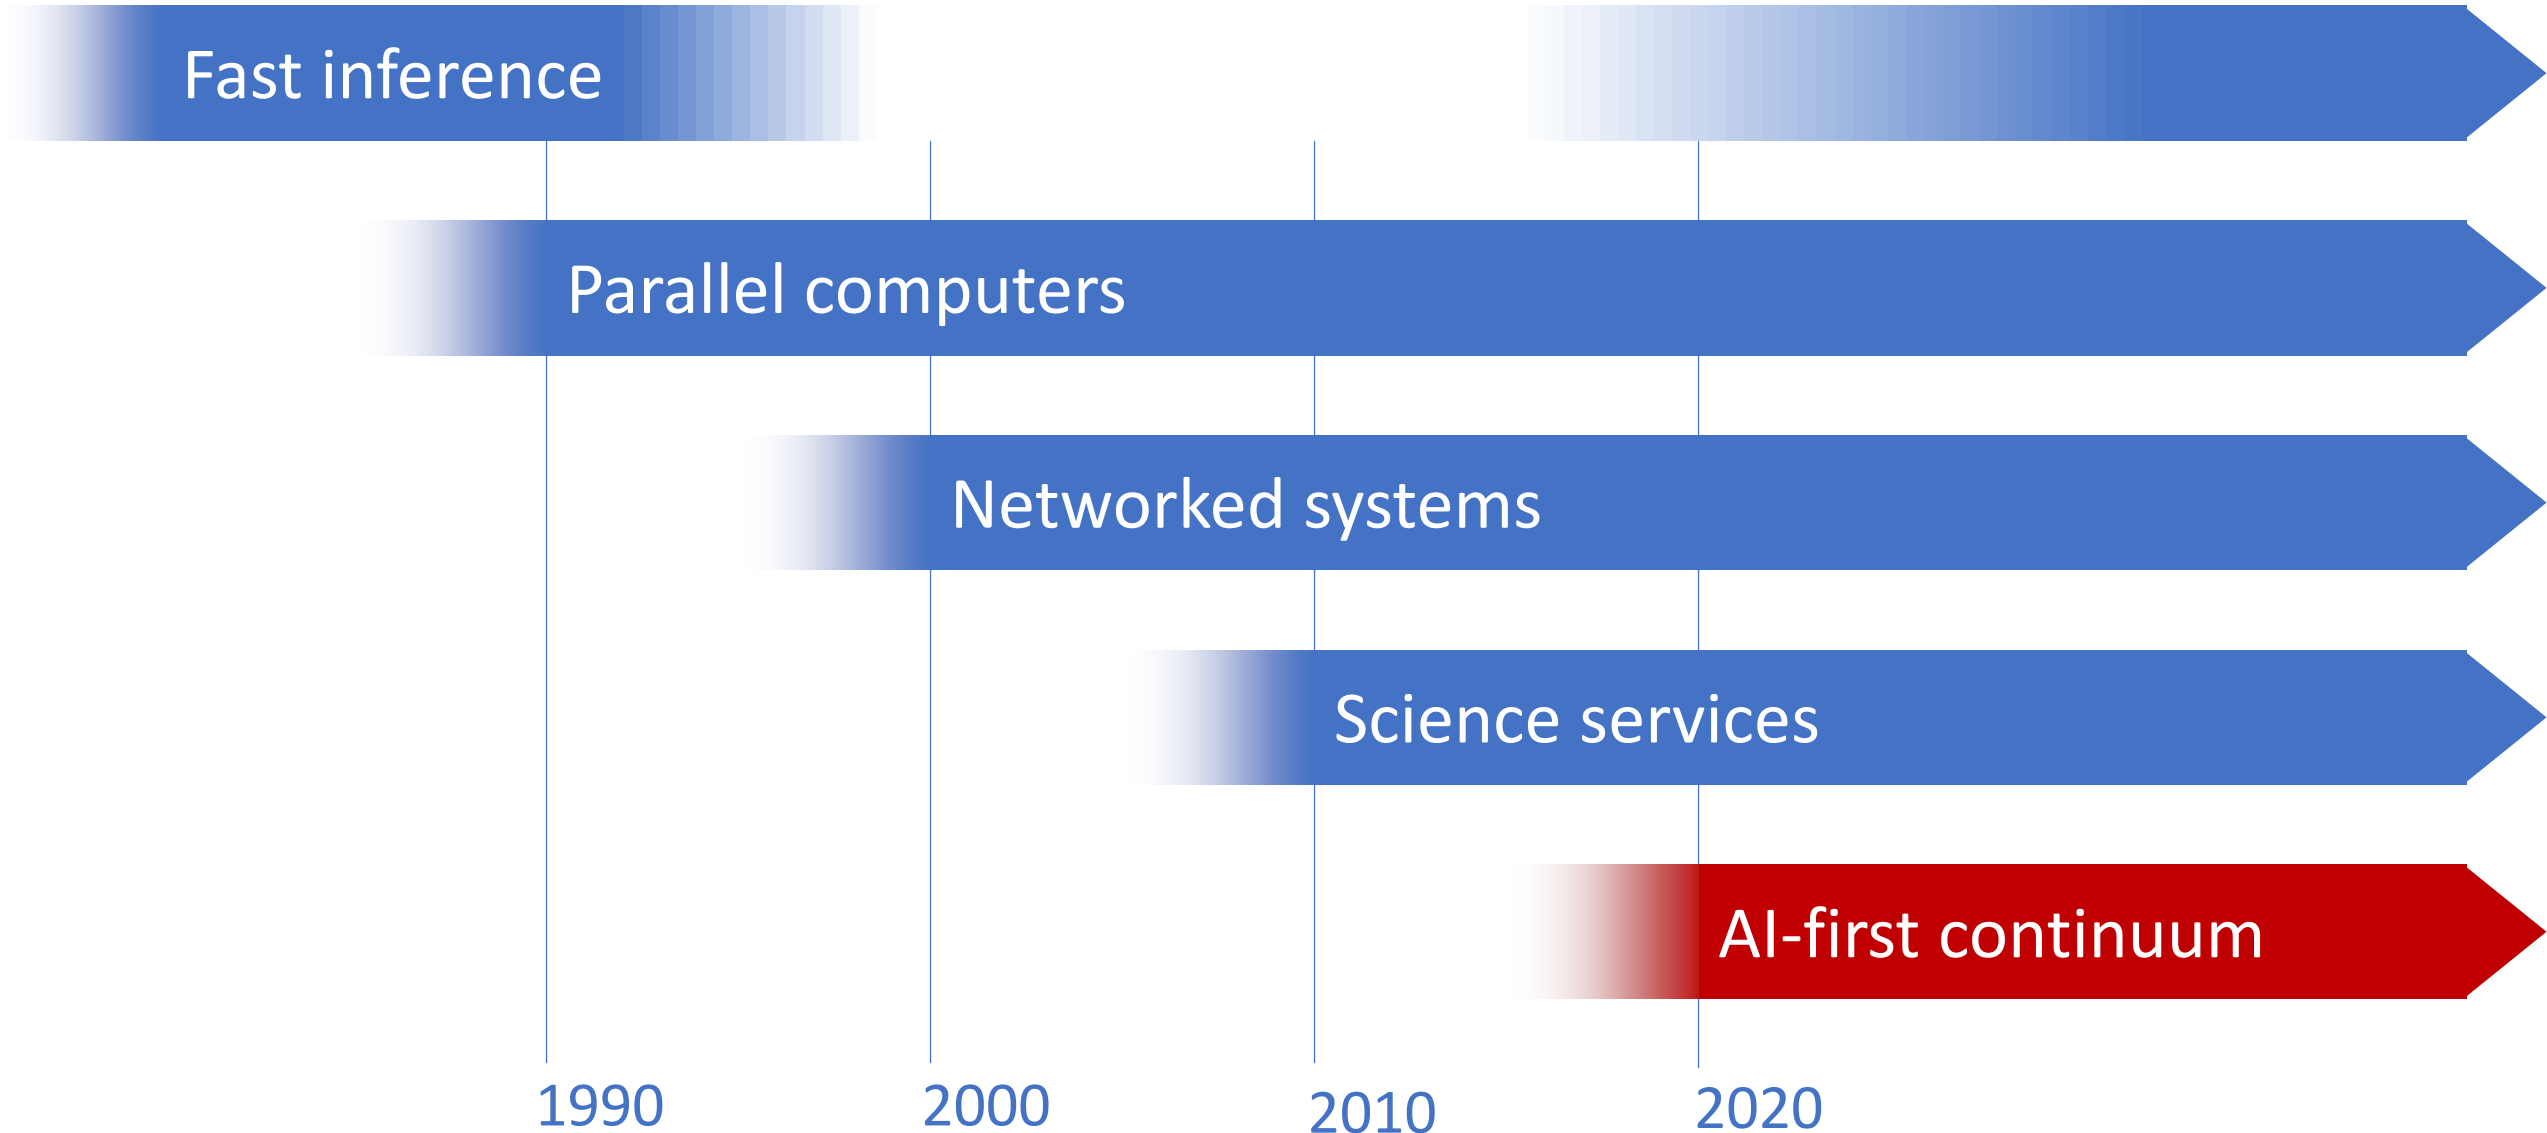 Fast inference
Parallel computers
Networked systems
Science services
AI-first continuum
1990
2000
2010
2020